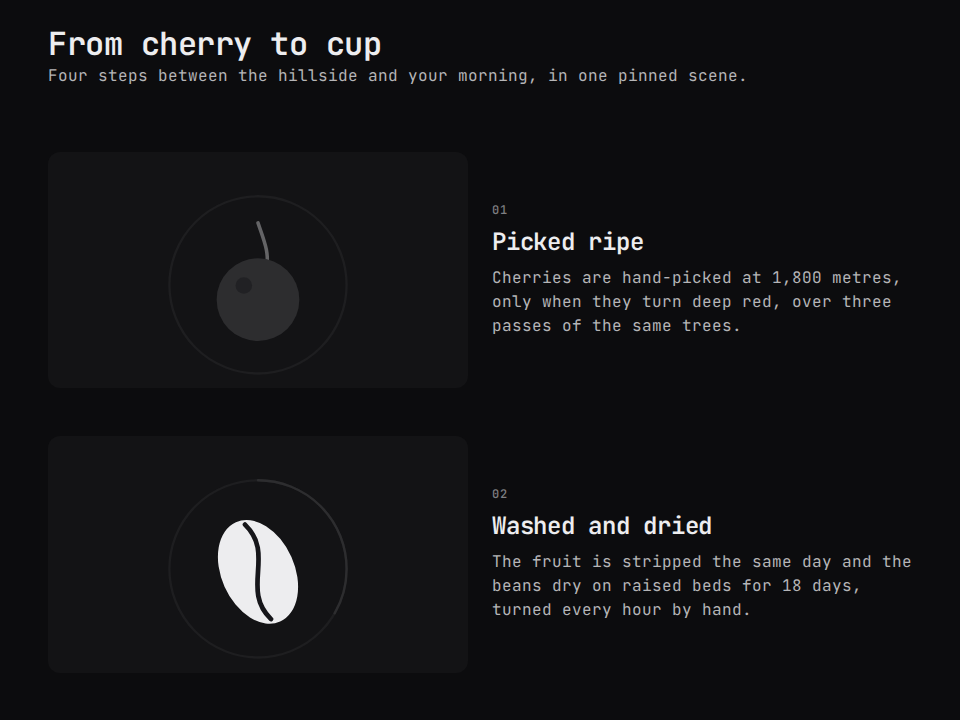 From cherry to cup
Four steps between the hillside and your morning, in one pinned scene.
01
Picked ripe
Cherries are hand-picked at 1,800 metres,
only when they turn deep red, over three
passes of the same trees.
02
Washed and dried
The fruit is stripped the same day and the
beans dry on raised beds for 18 days,
turned every hour by hand.